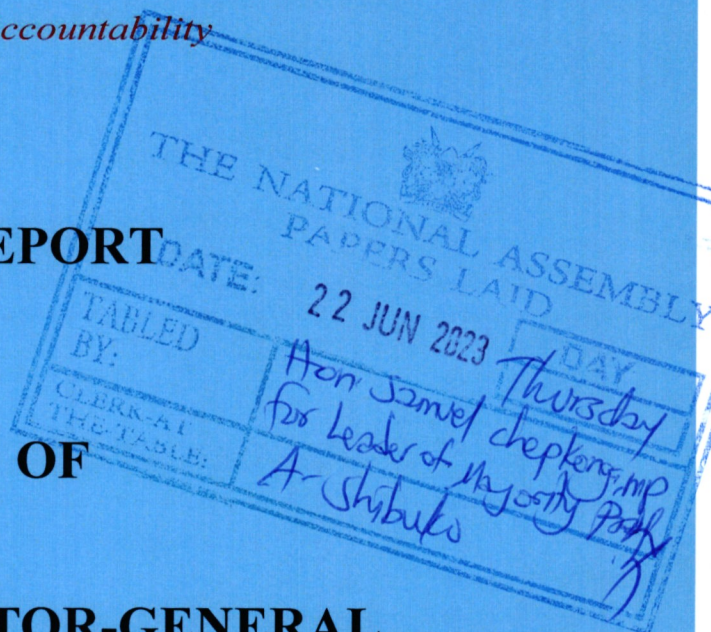 ccountability
THE NATIONAL ASSEMBLY
PAPERS LAID
EPORT
DATE: 22 JUN 2023
DAY
Thursday
TABLED
BY:
Hon Samuel Chepkonga, MP
for Leader of Majority Party
CLERK-AT
THE-TABLE:
A. Shibuko
OF
TOR-GENERAL